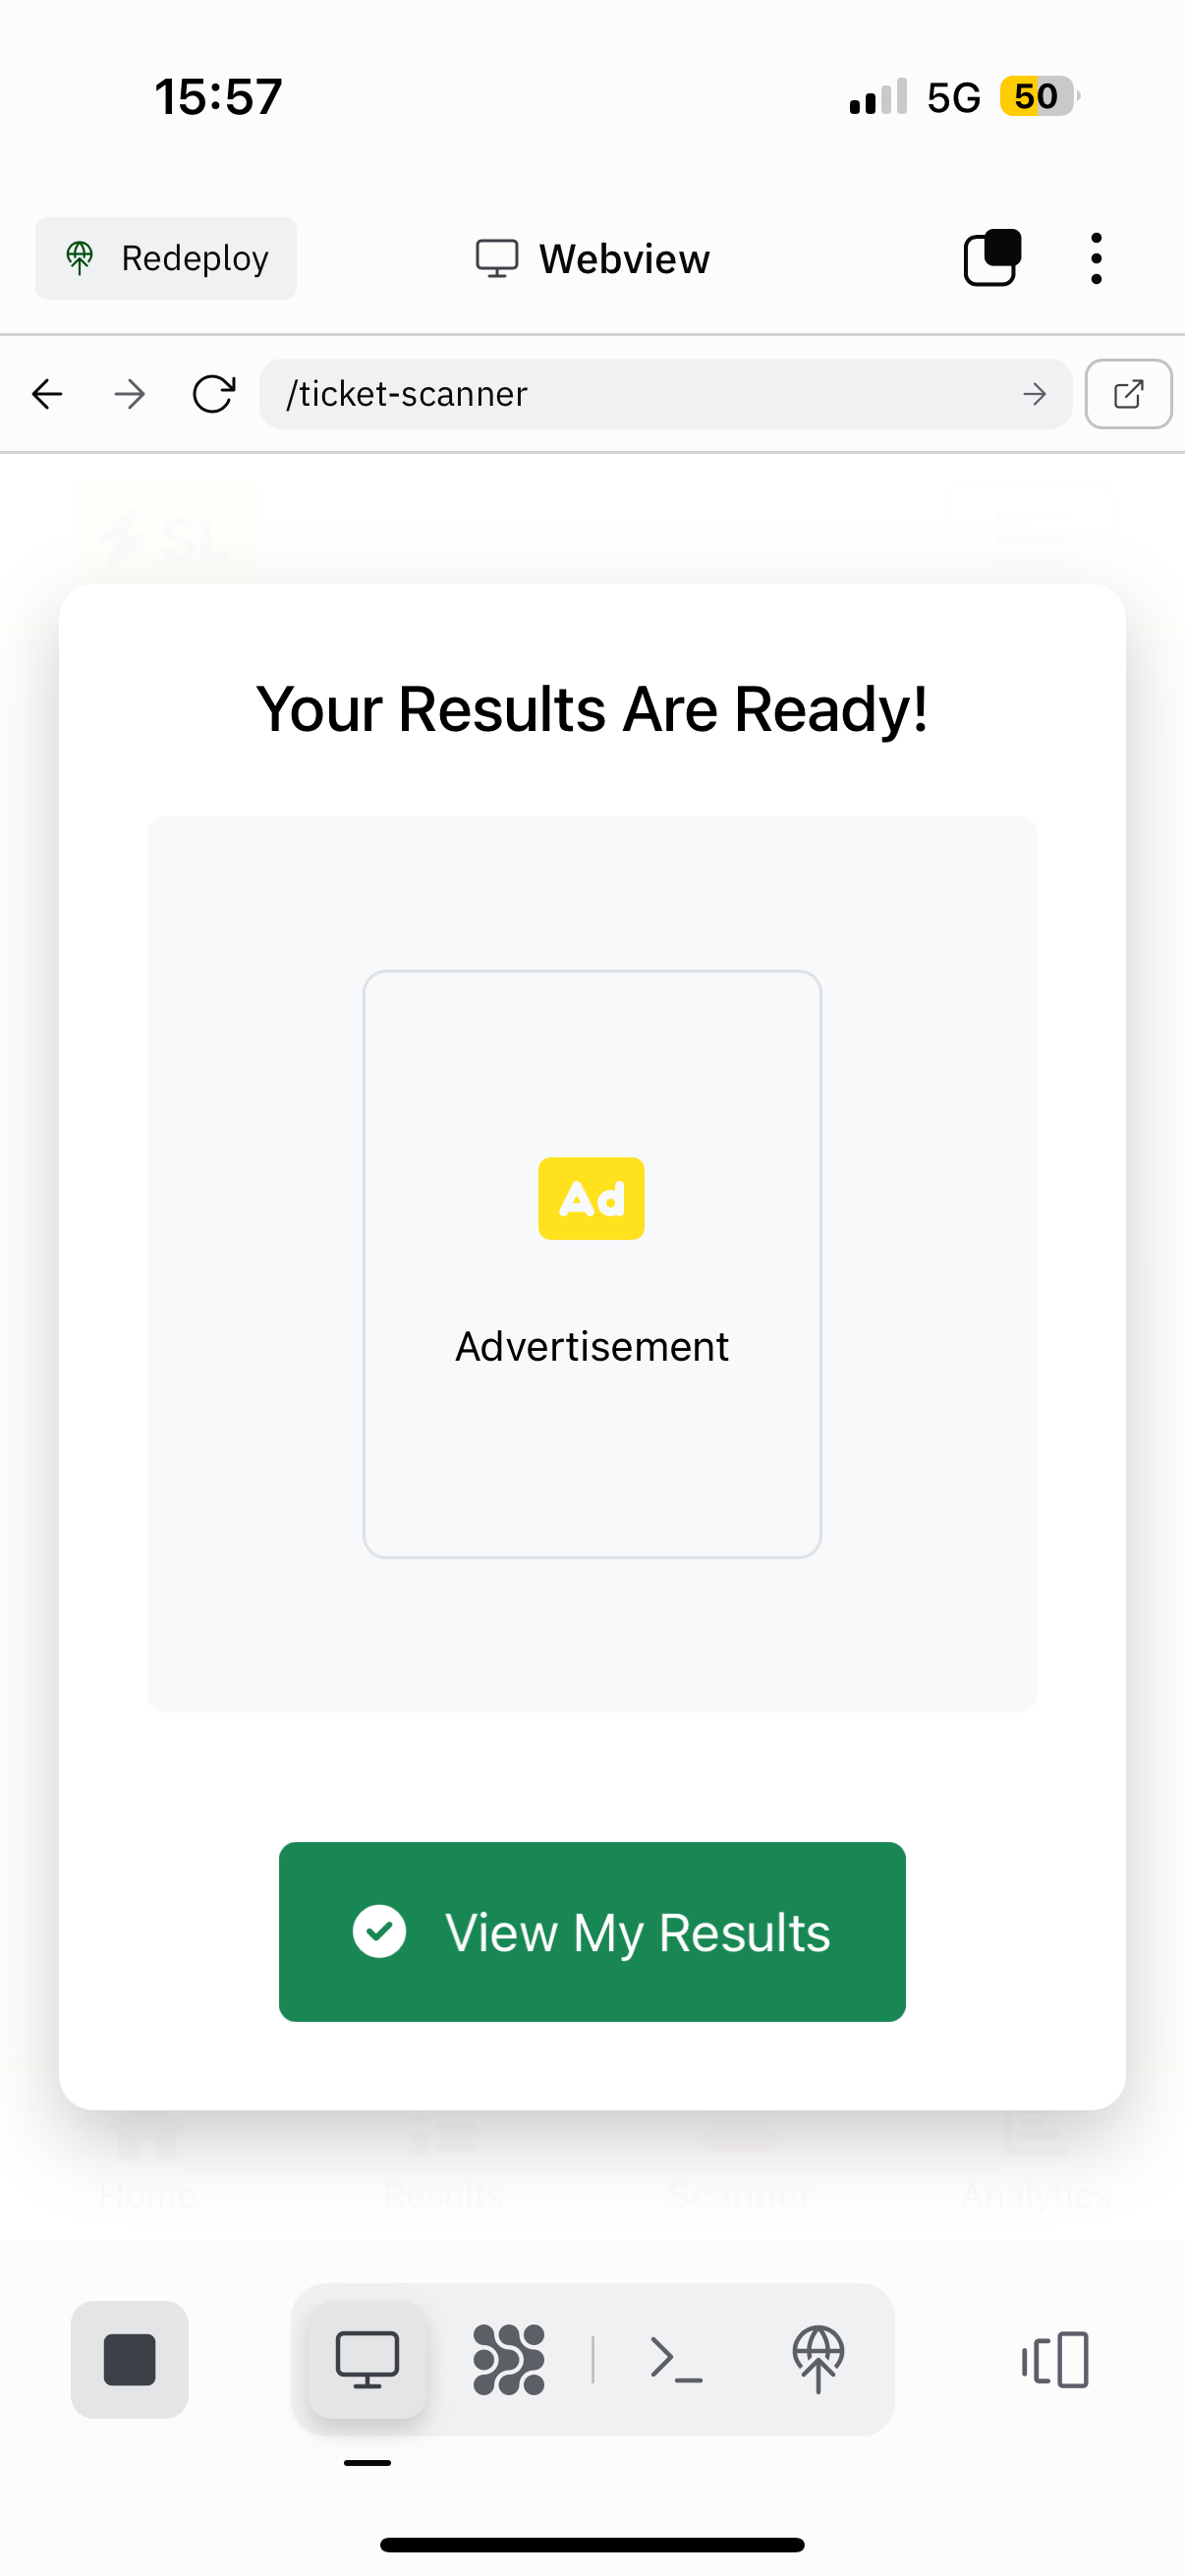 15:57
5G
50
Redeploy
Webview
/ticket-scanner
SL
Your Results Are Ready!
Ad
Advertisement
View My Results
Home
Results
Scanner
Analytics